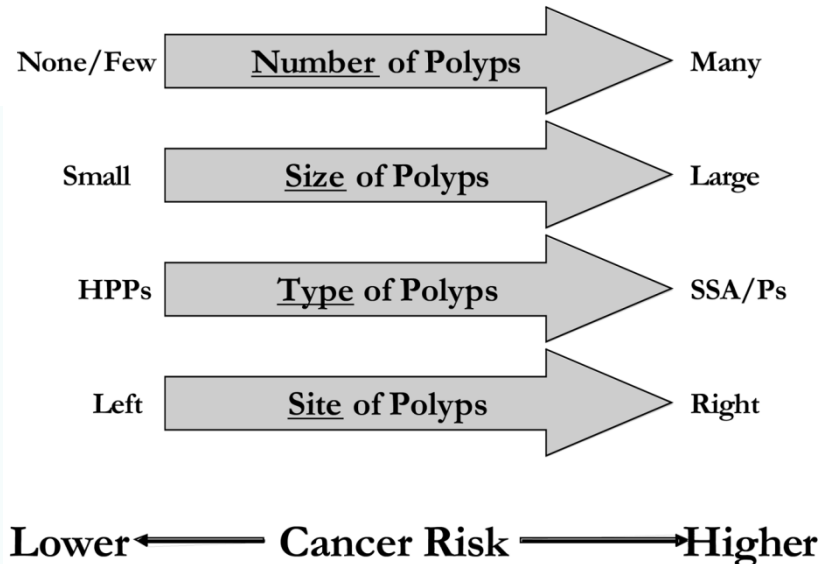 None/Few Number of Polyps Many
Small Size of Polyps Large
HPPs Type of Polyps SSA/Ps
Left Site of Polyps Right
Lower Cancer Risk Higher